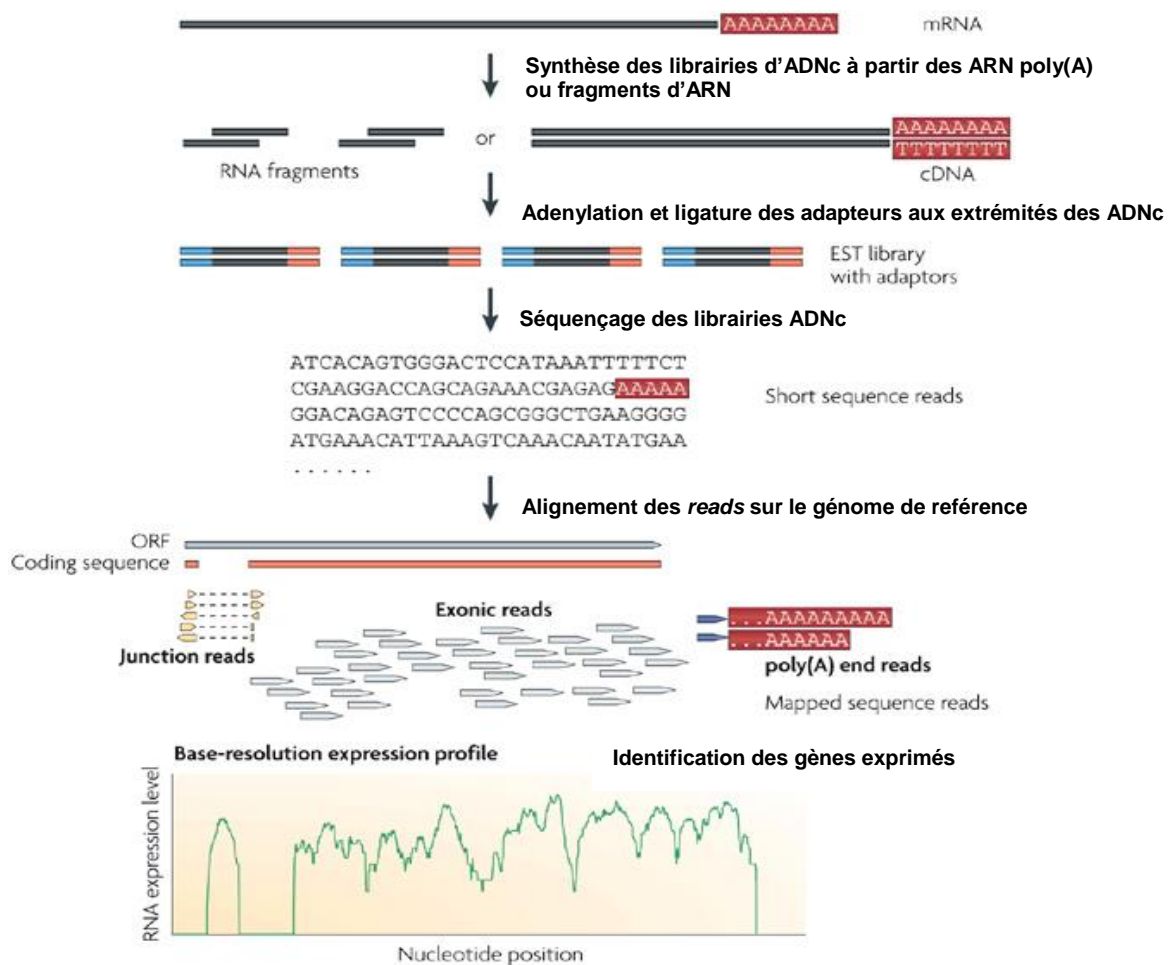 AAAAAAAA mRNA
Synthèse des librairies d'ADNc à partir des ARN poly(A)
ou fragments d'ARN
or
AAAAAAAA
TTTTTTTT
RNA fragments
cDNA
Adenylation et ligature des adapteurs aux extrémités des ADNc
EST library
with adaptors
Séquençage des librairies ADNc
ATCACAGTGGGACTCCATAAATTTTTCT
CGAAGGACCAGCAGAAACGAGAGAAAAA
GGACAGAGTCCCCAGCGGGCTGAAGGGG
ATGAAACATTAAAGTCAAACAATATGAA
. . . . . .
Short sequence reads
Alignement des reads sur le génome de reférence
ORF
Coding sequence
Exonic reads
Junction reads
...AAAAAAAAA
...AAAAAA
poly(A) end reads
Mapped sequence reads
Base-resolution expression profile
Identification des gènes exprimés
RNA expression level
Nucleotide position